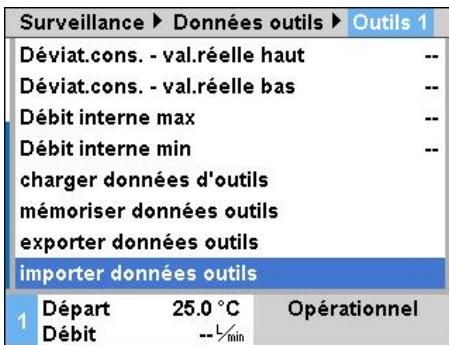 Surveillance ▶ Données outils ▶ Outils 1
Déviat.cons. - val.réelle haut --
Déviat.cons. - val.réelle bas --
Débit interne max --
Débit interne min --
charger données d'outils
mémoriser données outils
exporter données outils
importer données outils
1 Départ 25.0 °C Opérationnel
Débit -- L/min